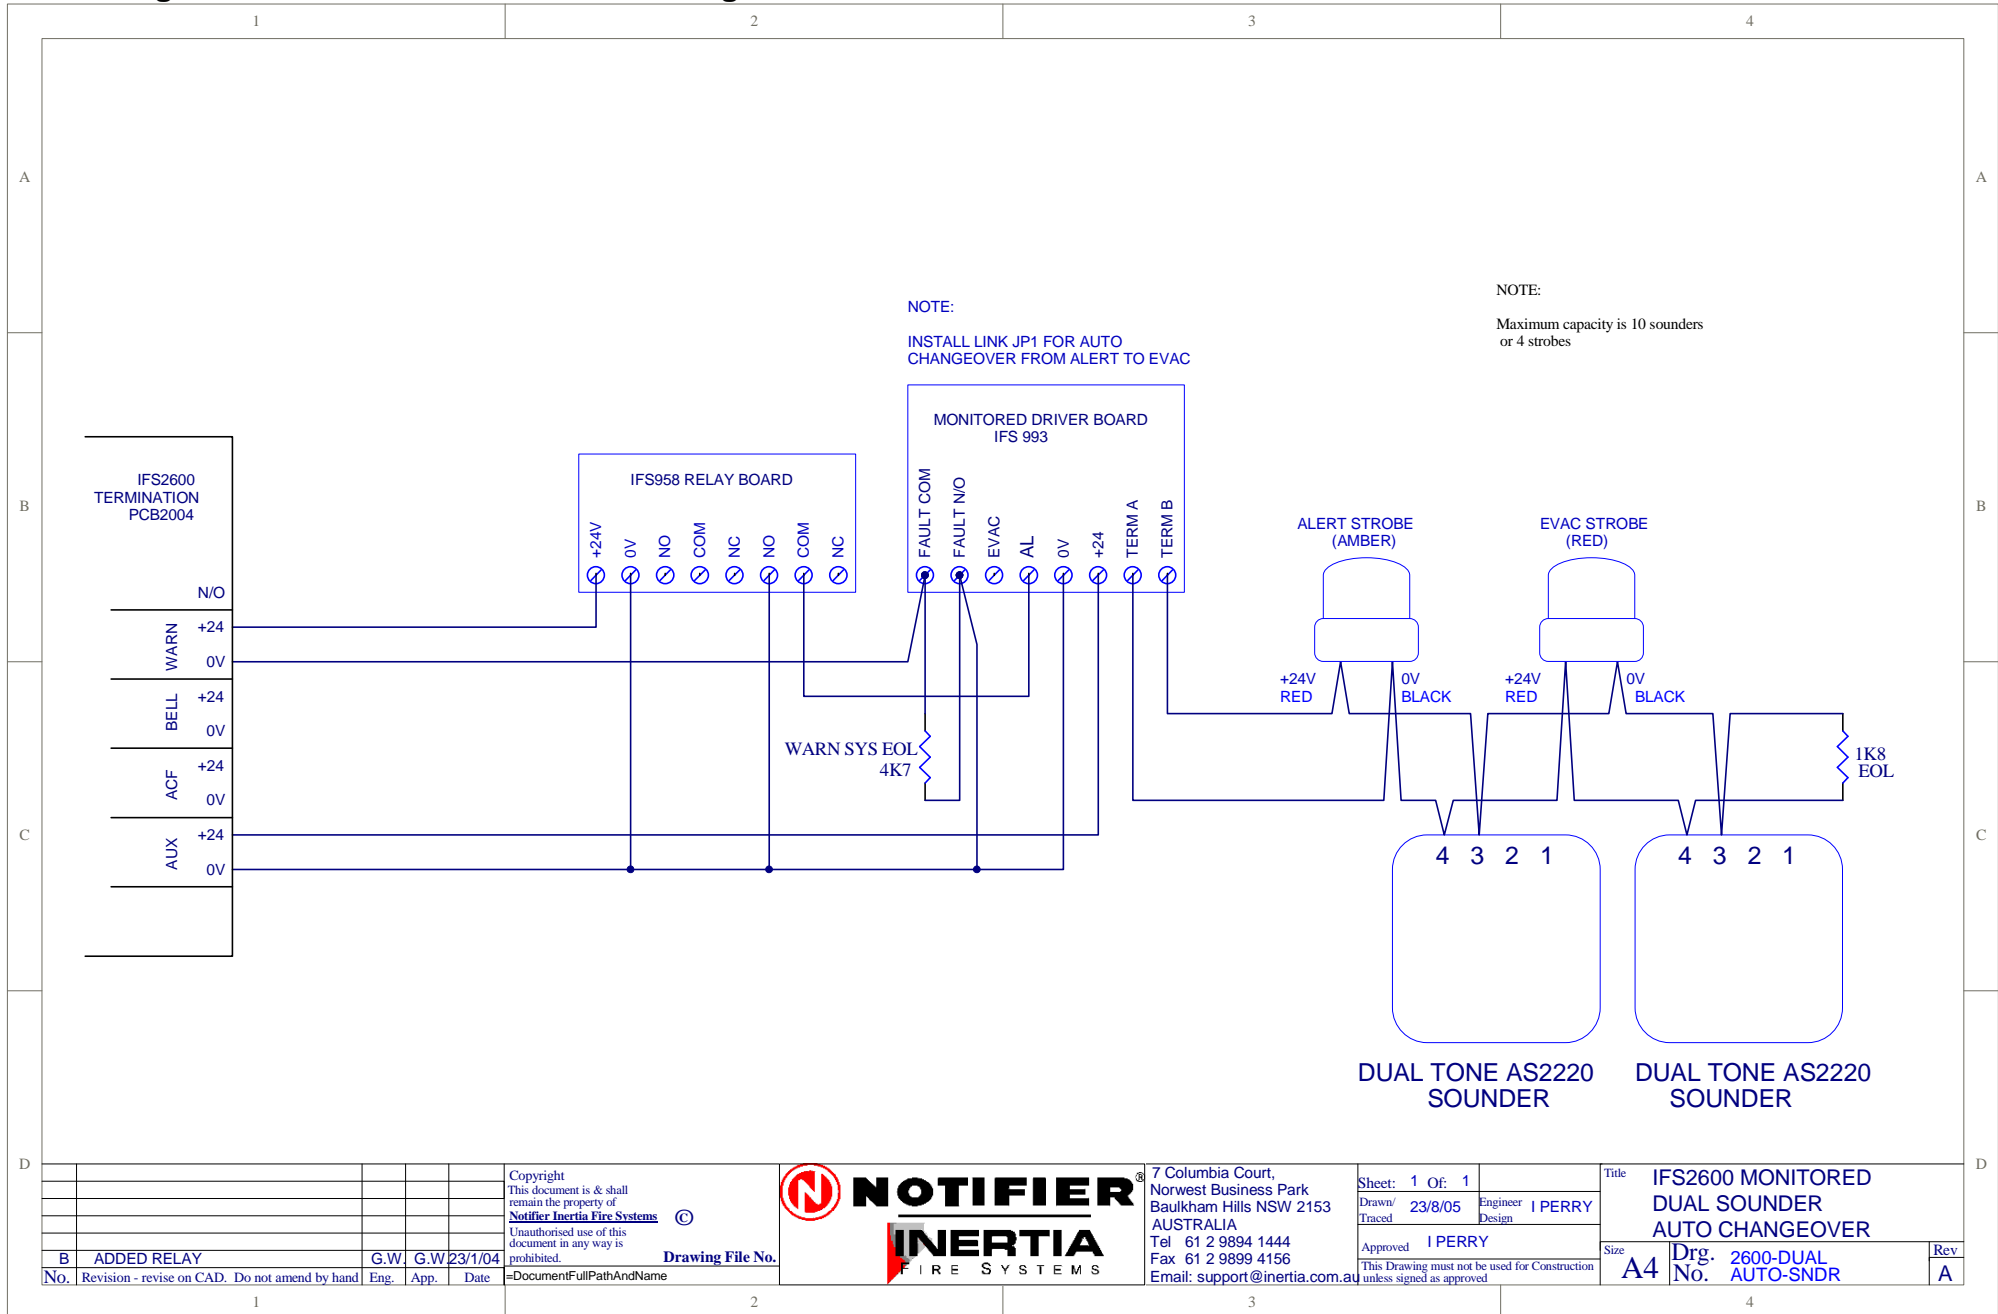 1 2 3 4
A A
NOTE:
Maximum capacity is 10 sounders
or 4 strobes
NOTE:
INSTALL LINK JP1 FOR AUTO
CHANGEOVER FROM ALERT TO EVAC
MONITORED DRIVER BOARD
IFS 993
FAULT COM
FAULT N/O
EVAC
AL
0V
+24
TERM A
TERM B
IFS958 RELAY BOARD
+24V
0V
NO
COM
NC
NO
COM
NC
B B
IFS2600
TERMINATION
PCB2004
N/O
WARN
+24
0V
BELL
+24
0V
ACF
+24
0V
AUX
+24
0V
ALERT STROBE
(AMBER)
EVAC STROBE
(RED)
+24V
RED
0V
BLACK
+24V
RED
0V
BLACK
WARN SYS EOL
4K7
1K8
EOL
C C
4 3 2 1
4 3 2 1
DUAL TONE AS2220
SOUNDER
DUAL TONE AS2220
SOUNDER
D D
B ADDED RELAY G.W. G.W. 23/1/04
No. Revision - revise on CAD. Do not amend by hand Eng. App. Date
Copyright
This document is & shall
remain the property of
Notifier Inertia Fire Systems ©
Unauthorised use of this
document in any way is
prohibited. Drawing File No.
=DocumentFullPathAndName
N NOTIFIER®
INERTIA
FIRE SYSTEMS
7 Columbia Court,
Norwest Business Park
Baulkham Hills NSW 2153
AUSTRALIA
Tel 61 2 9894 1444
Fax 61 2 9899 4156
Email: support@inertia.com.au
Sheet: 1 Of: 1
Drawn/
Traced 23/8/05
Engineer
Design I PERRY
Approved I PERRY
This Drawing must not be used for Construction
unless signed as approved
Title IFS2600 MONITORED
DUAL SOUNDER
AUTO CHANGEOVER
Size A4
Drg. No. 2600-DUAL
AUTO-SNDR
Rev A
1 2 3 4